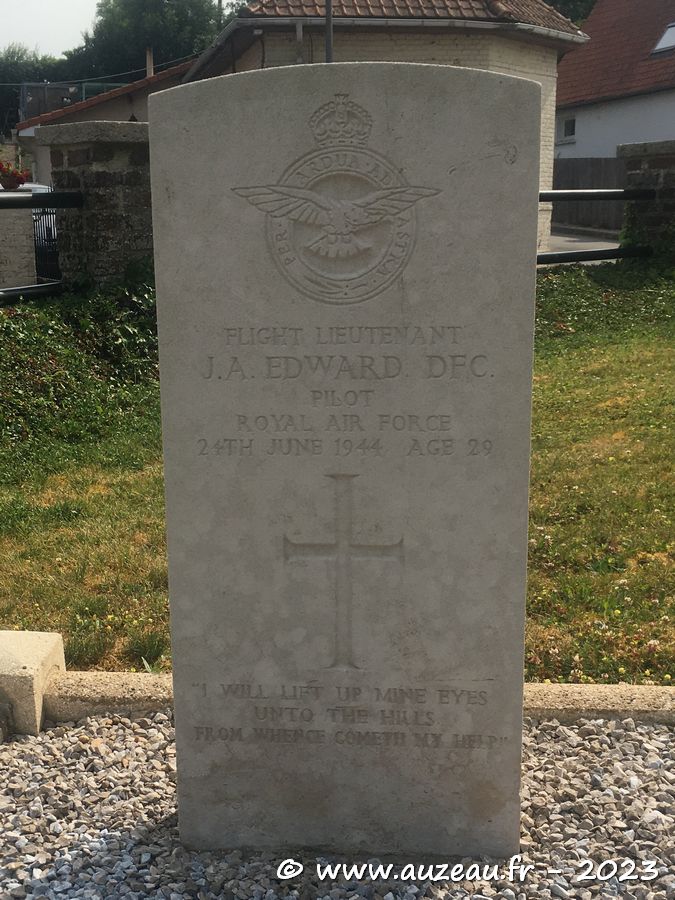 PER ARDUA AD ASTRA
FLIGHT LIEUTENANT
J.A. EDWARD. DFC.
PILOT
ROYAL AIR FORCE
24TH JUNE 1944 AGE 29
"I WILL LIFT UP MINE EYES
UNTO THE HILLS
FROM WHENCE COMETH MY HELP"
© www.auzeau.fr - 2023